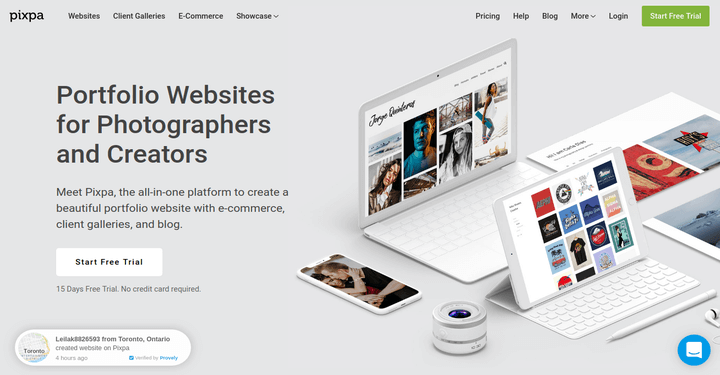 pixpa
Websites Client Galleries E-Commerce Showcase
Pricing Help Blog More Login Start Free Trial
Portfolio Websites
for Photographers
and Creators
Meet Pixpa, the all-in-one platform to create a
beautiful portfolio website with e-commerce,
client galleries, and blog.
Start Free Trial
15 Days Free Trial. No credit card required.
Jorge Quinteros
Toronto
Leilak8826593 from Toronto, Ontario
created website on Pixpa
4 hours ago
Verified by Provely